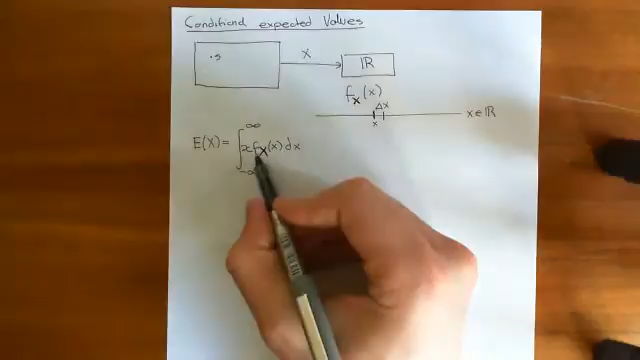 Conditional expected Values
.s
X
IR
fx(x)
Δx
x
x ∈ IR
E(X) = ∫ x fx(x) dx
∞
-∞